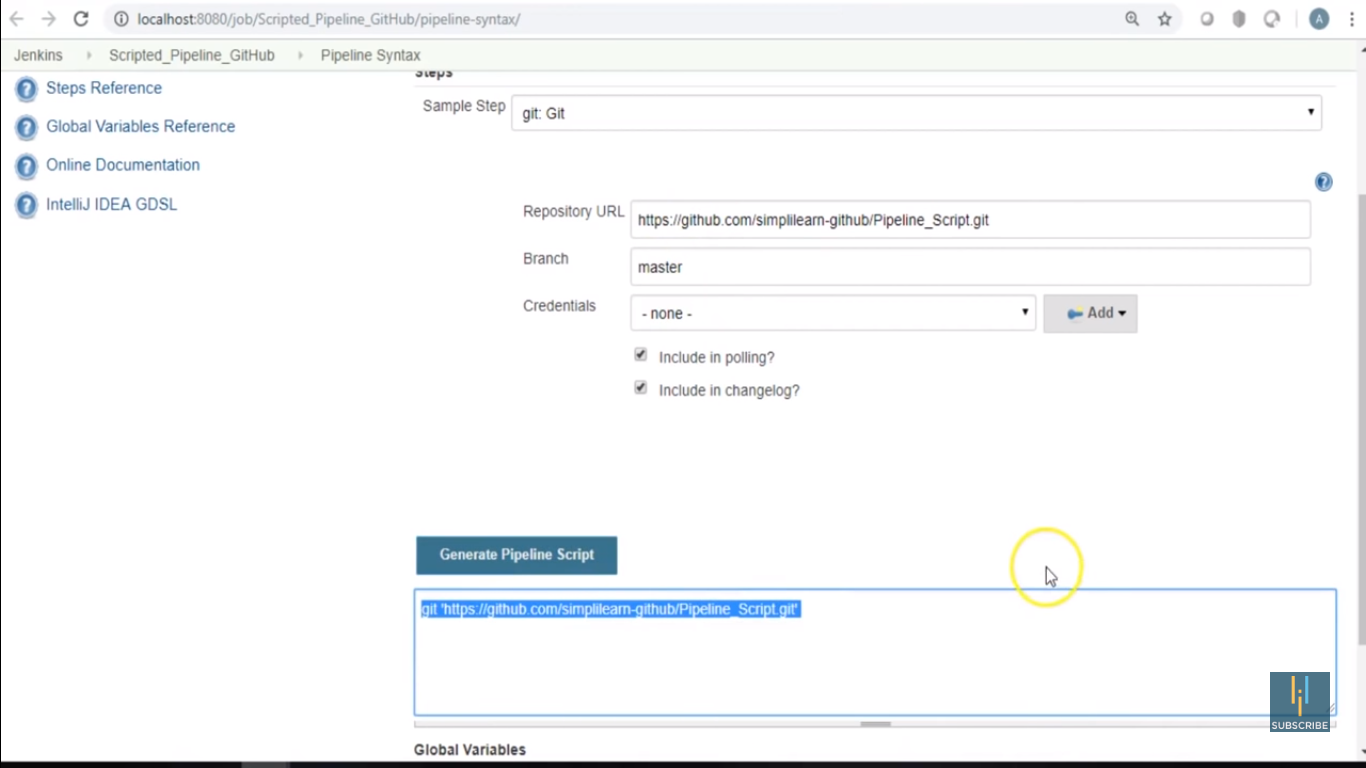 localhost:8080/job/Scripted_Pipeline_GitHub/pipeline-syntax/
A
Jenkins
Scripted_Pipeline_GitHub
Pipeline Syntax
Steps
Steps Reference
Global Variables Reference
Online Documentation
IntelliJ IDEA GDSL
Sample Step
git: Git
Repository URL
https://github.com/simplilearn-github/Pipeline_Script.git
Branch
master
Credentials
- none -
Add
Include in polling?
Include in changelog?
Generate Pipeline Script
git 'https://github.com/simplilearn-github/Pipeline_Script.git'
SUBSCRIBE
Global Variables